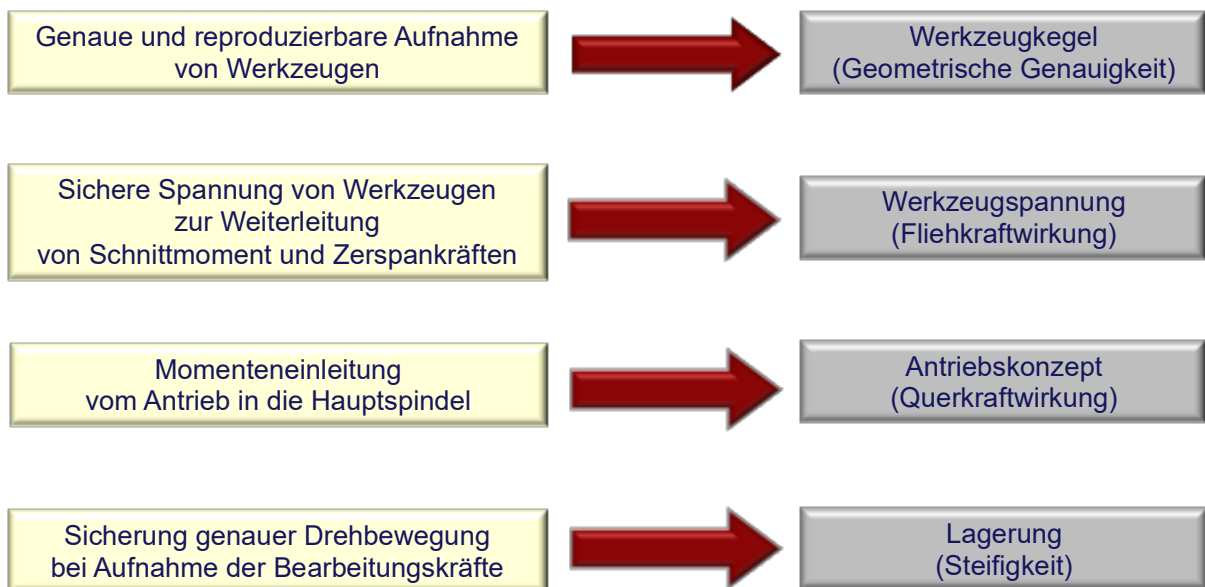 Genaue und reproduzierbare Aufnahme
von Werkzeugen
Werkzeugkegel
(Geometrische Genauigkeit)
Sichere Spannung von Werkzeugen
zur Weiterleitung
von Schnittmoment und Zerspankräften
Werkzeugspannung
(Fliehkraftwirkung)
Momenteneinleitung
vom Antrieb in die Hauptspindel
Antriebskonzept
(Querkraftwirkung)
Sicherung genauer Drehbewegung
bei Aufnahme der Bearbeitungskräfte
Lagerung
(Steifigkeit)